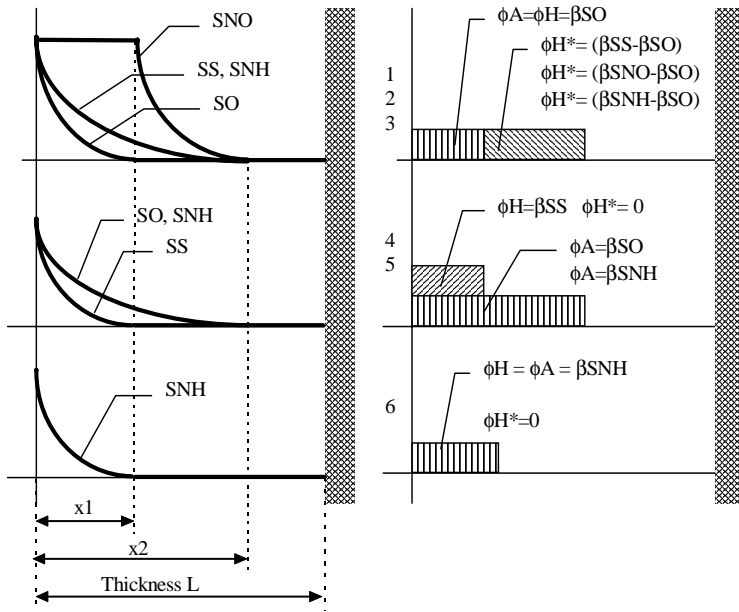 SNO
SS, SNH
SO
ϕA=ϕH=βSO
ϕH*= (βSS-βSO)
1
ϕH*= (βSNO-βSO)
2
ϕH*= (βSNH-βSO)
3
SO, SNH
SS
ϕH=βSS ϕH*= 0
4
ϕA=βSO
5
ϕA=βSNH
SNH
ϕH = ϕA = βSNH
6
ϕH*=0
x1
x2
Thickness L